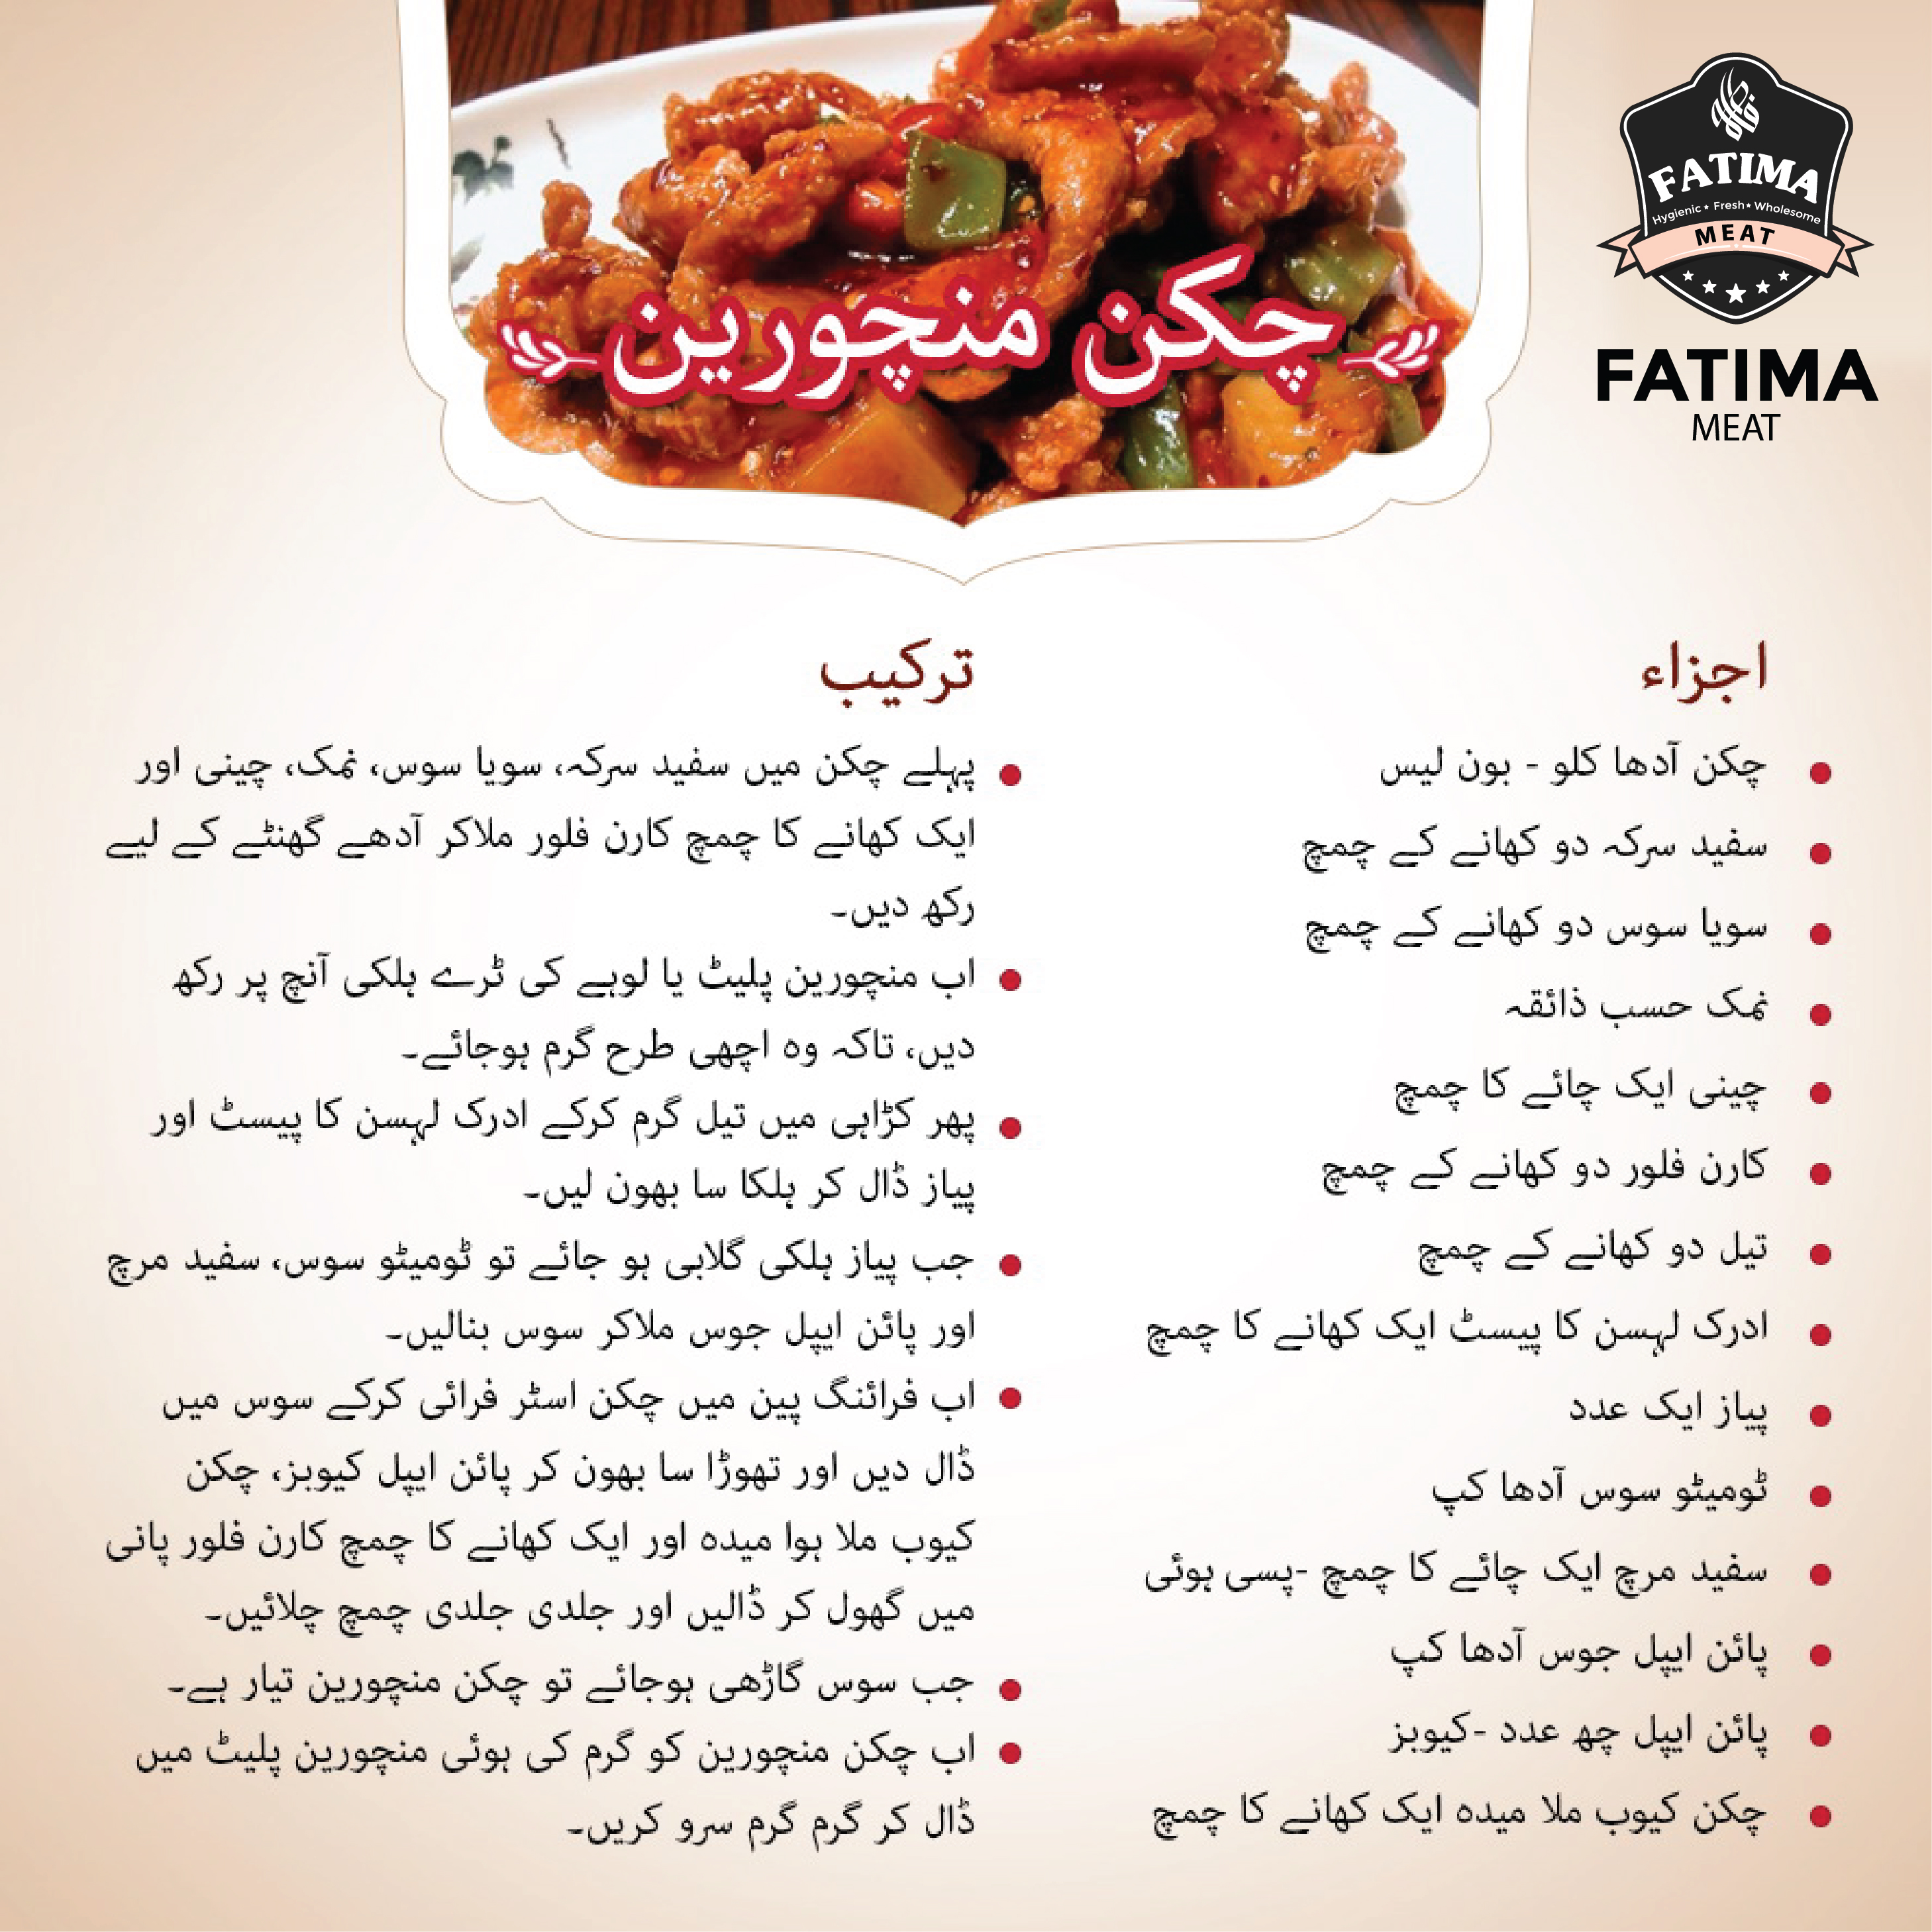 فاطمہ
FATIMA
Hygienic ★ Fresh ★ Wholesome
MEAT
FATIMA
MEAT
چکن منچورین
اجزاء
چکن آدھا کلو - بون لیس
سفید سرکہ دو کھانے کے چمچ
سویا سوس دو کھانے کے چمچ
نمک حسب ذائقہ
چینی ایک چائے کا چمچ
کارن فلور دو کھانے کے چمچ
تیل دو کھانے کے چمچ
ادرک لہسن کا پیسٹ ایک کھانے کا چمچ
پیاز ایک عدد
ٹومیٹو سوس آدھا کپ
سفید مرچ ایک چائے کا چمچ -پسی ہوئی
پائن ایپل جوس آدھا کپ
پائن ایپل چھ عدد -کیوبز
چکن کیوب ملا میدہ ایک کھانے کا چمچ
ترکیب
پہلے چکن میں سفید سرکہ، سویا سوس، نمک، چینی اور
ایک کھانے کا چمچ کارن فلور ملاکر آدھے گھنٹے کے لیے
رکھ دیں۔
اب منچورین پلیٹ یا لوہے کی ٹرے ہلکی آنچ پر رکھ
دیں، تاکہ وہ اچھی طرح گرم ہوجائے۔
پھر کڑاہی میں تیل گرم کرکے ادرک لہسن کا پیسٹ اور
پیاز ڈال کر ہلکا سا بھون لیں۔
جب پیاز ہلکی گلابی ہو جائے تو ٹومیٹو سوس، سفید مرچ
اور پائن ایپل جوس ملاکر سوس بنالیں۔
اب فرائنگ پین میں چکن اسٹر فرائی کرکے سوس میں
ڈال دیں اور تھوڑا سا بھون کر پائن ایپل کیوبز، چکن
کیوب ملا ہوا میدہ اور ایک کھانے کا چمچ کارن فلور پانی
میں گھول کر ڈالیں اور جلدی جلدی چمچ چلائیں۔
جب سوس گاڑھی ہوجائے تو چکن منچورین تیار ہے۔
اب چکن منچورین کو گرم کی ہوئی منچورین پلیٹ میں
ڈال کر گرم گرم سرو کریں۔